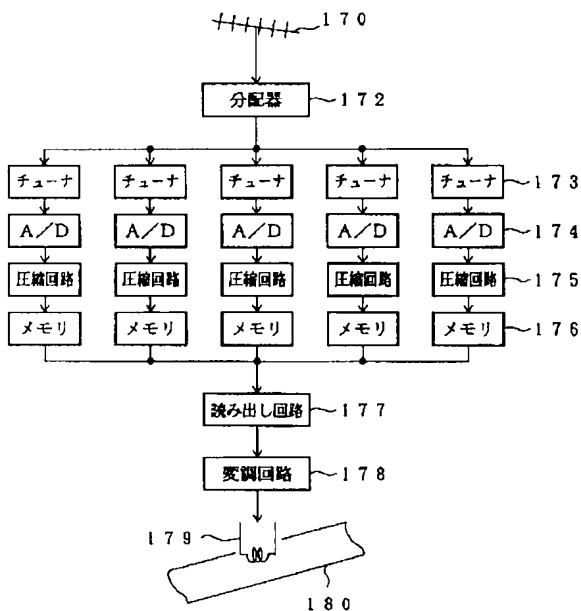 170
分配器 172
チューナ チューナ チューナ チューナ チューナ 173
A/D A/D A/D A/D A/D 174
圧縮回路 圧縮回路 圧縮回路 圧縮回路 圧縮回路 175
メモリ メモリ メモリ メモリ メモリ 176
読み出し回路 177
変調回路 178
179
180